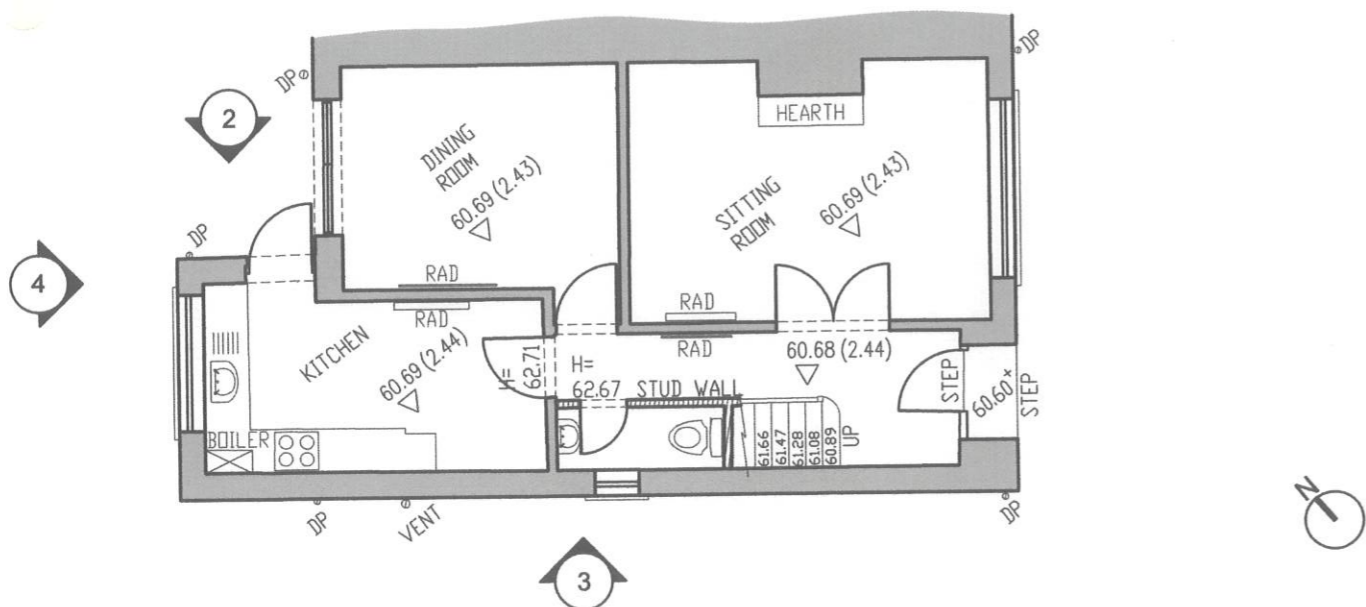 DP
DP
2
HEARTH
DINING
ROOM
60.69 (2.43)
SITTING
ROOM
60.69 (2.43)
DP
4
RAD
RAD
RAD
RAD
KITCHEN
60.69 (2.44)
H=
62.71
H=
62.67
STUD WALL
60.68 (2.44)
STEP
60.60×
STEP
BOILER
61.66
61.47
61.28
61.08
60.89
UP
DP
VENT
DP
3
N